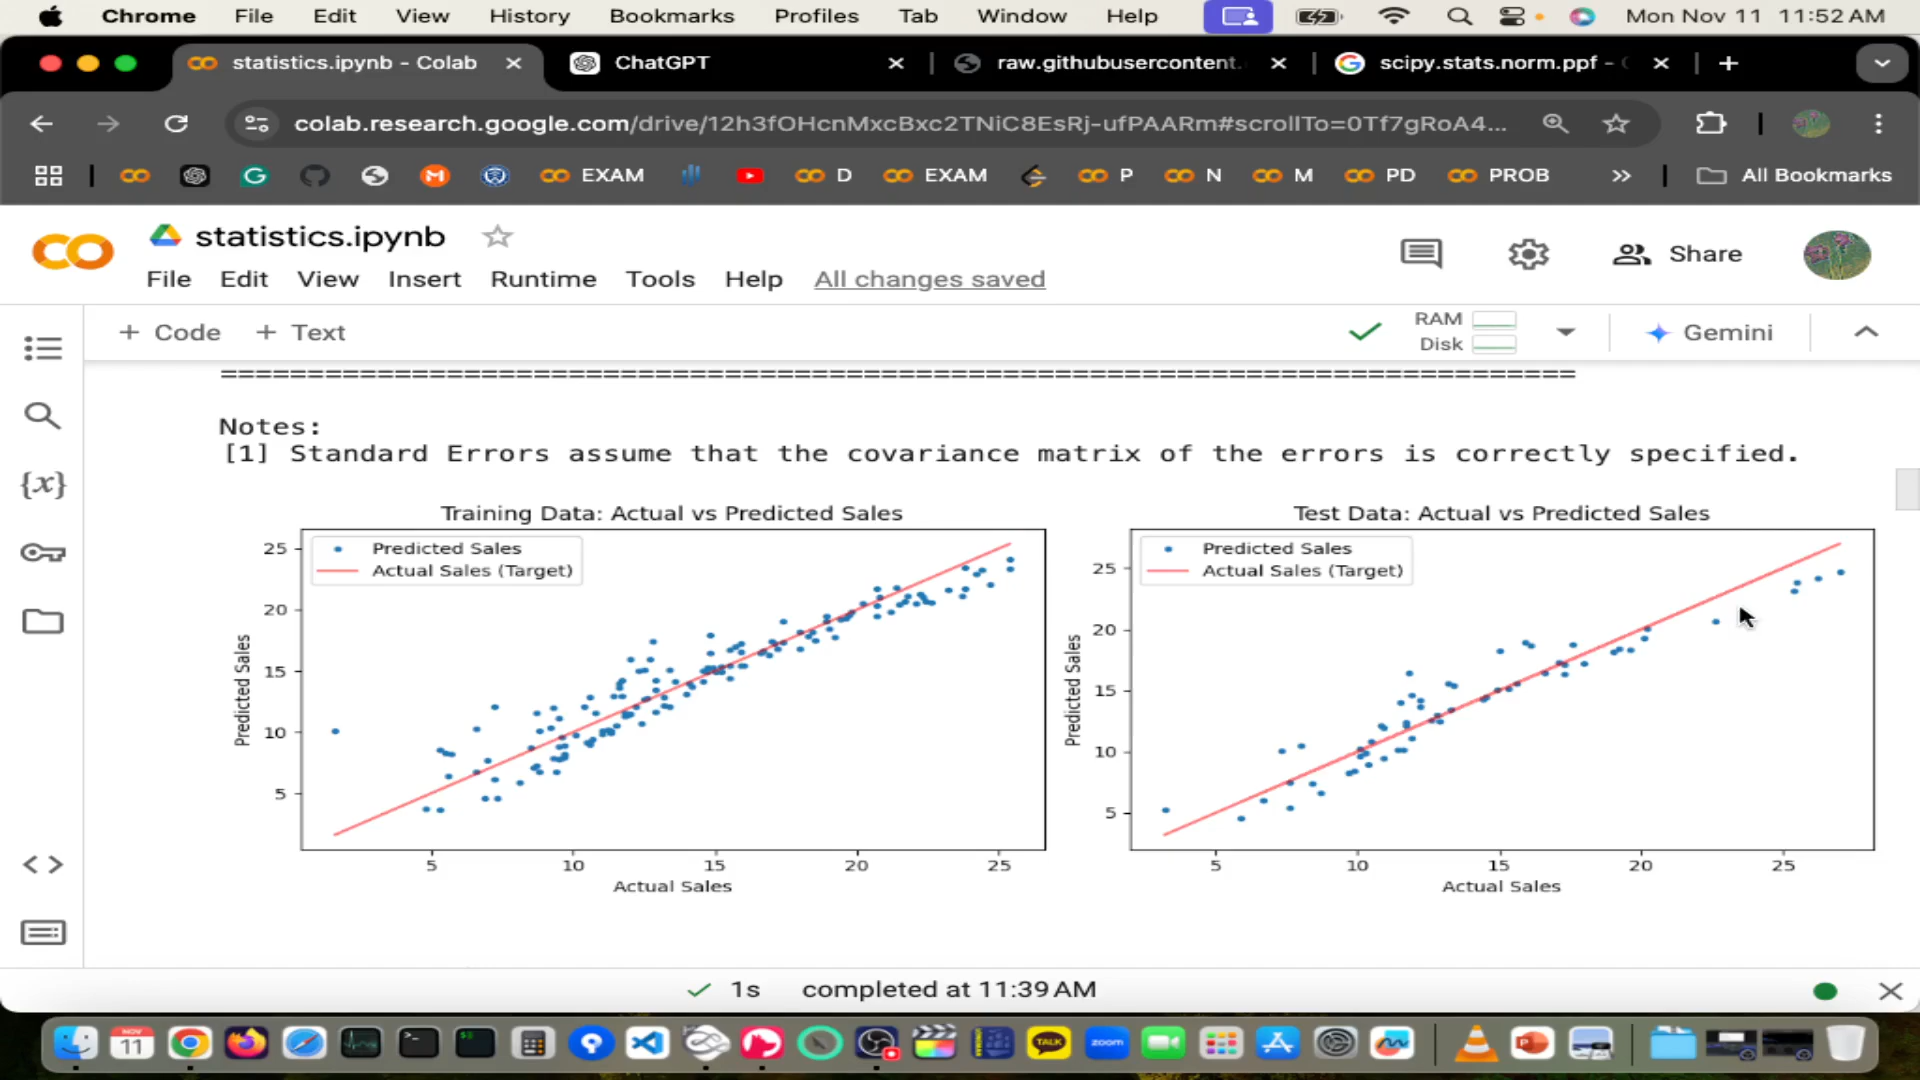 Chrome File Edit View History Bookmarks Profiles Tab Window Help Mon Nov 11 11:52 AM
statistics.ipynb - Colab ChatGPT raw.githubusercontent. scipy.stats.norm.ppf -
colab.research.google.com/drive/12h3fOHcnMxcBxc2TNiC8EsRj-ufPAARm#scrollTo=0Tf7gRoA4...
EXAM D EXAM P N M PD PROB >> All Bookmarks
statistics.ipynb
File Edit View Insert Runtime Tools Help All changes saved
Share
+ Code + Text
RAM
Disk
Gemini
==============================================================================
Notes:
[1] Standard Errors assume that the covariance matrix of the errors is correctly specified.
Training Data: Actual vs Predicted Sales
Predicted Sales
Actual Sales (Target)
25
20
15
10
5
Predicted Sales
5 10 15 20 25
Actual Sales
Test Data: Actual vs Predicted Sales
Predicted Sales
Actual Sales (Target)
25
20
15
10
5
Predicted Sales
5 10 15 20 25
Actual Sales
1s completed at 11:39 AM
NOV
11
TALK
zoom